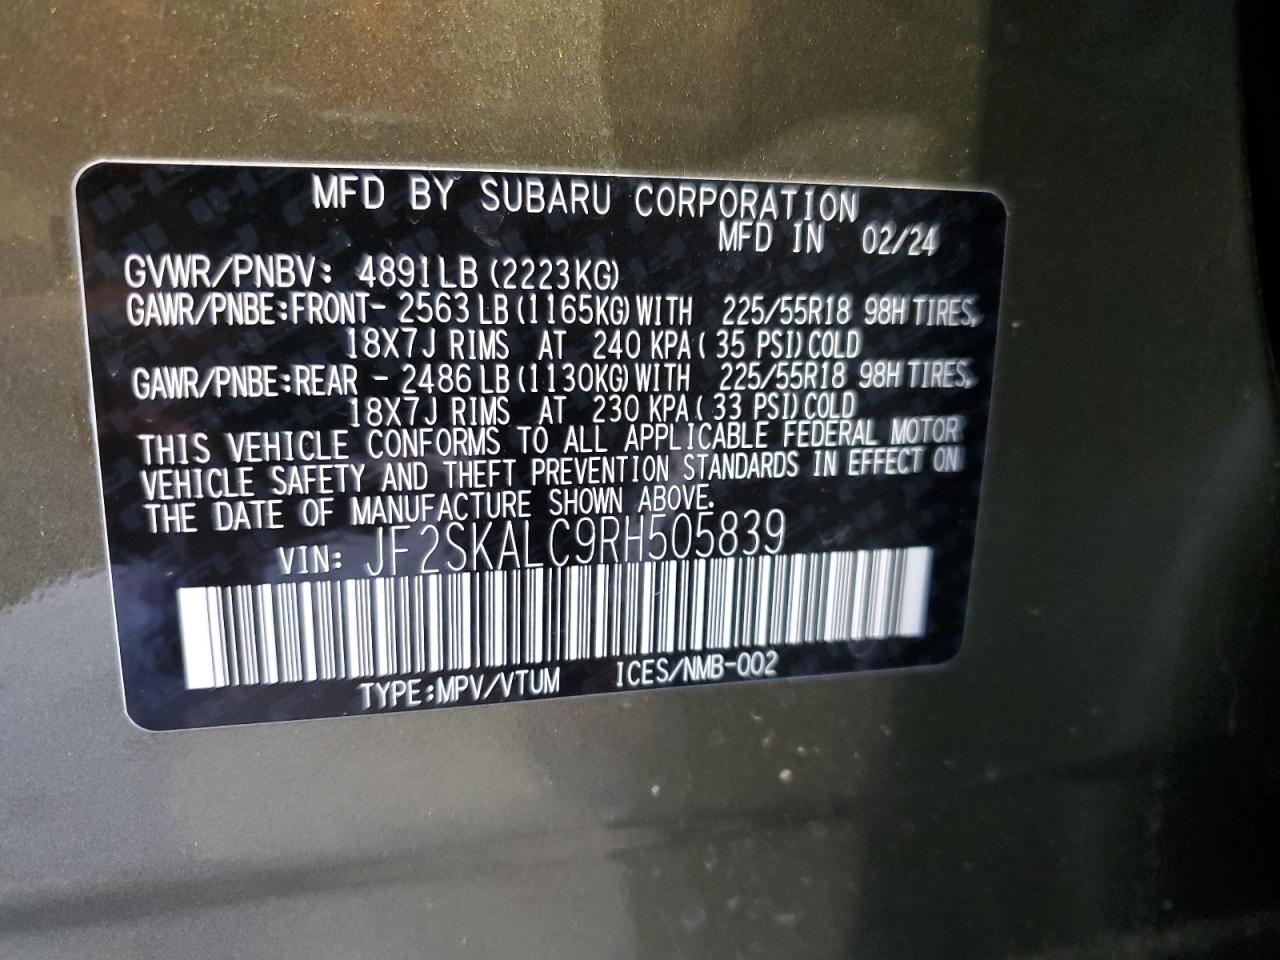 MFD BY SUBARU CORPORATION
MFD IN 02/24
GVWR/PNBV: 4891LB (2223KG)
GAWR/PNBE:FRONT- 2563 LB (1165KG) WITH 225/55R18 98H TIRES,
18X7J RIMS AT 240 KPA ( 35 PSI) COLD
GAWR/PNBE:REAR - 2486 LB (1130KG) WITH 225/55R18 98H TIRES,
18X7J RIMS AT 230 KPA ( 33 PSI) COLD
THIS VEHICLE CONFORMS TO ALL APPLICABLE FEDERAL MOTOR
VEHICLE SAFETY AND THEFT PREVENTION STANDARDS IN EFFECT ON
THE DATE OF MANUFACTURE SHOWN ABOVE.
VIN: JF2SKALC9RH505839
TYPE:MPV/VTUM ICES/NMB-002